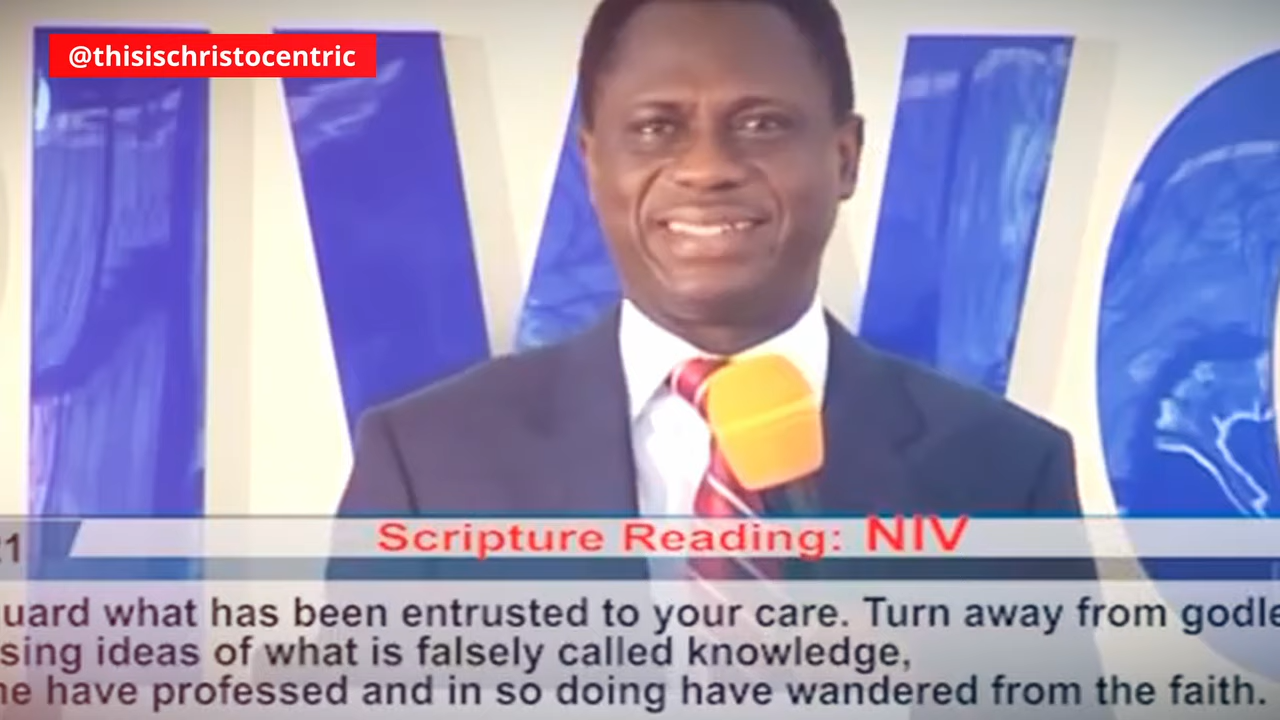 @thisischristocentric
IVC
21
Scripture Reading: NIV
uard what has been entrusted to your care. Turn away from godle
sing ideas of what is falsely called knowledge,
he have professed and in so doing have wandered from the faith.